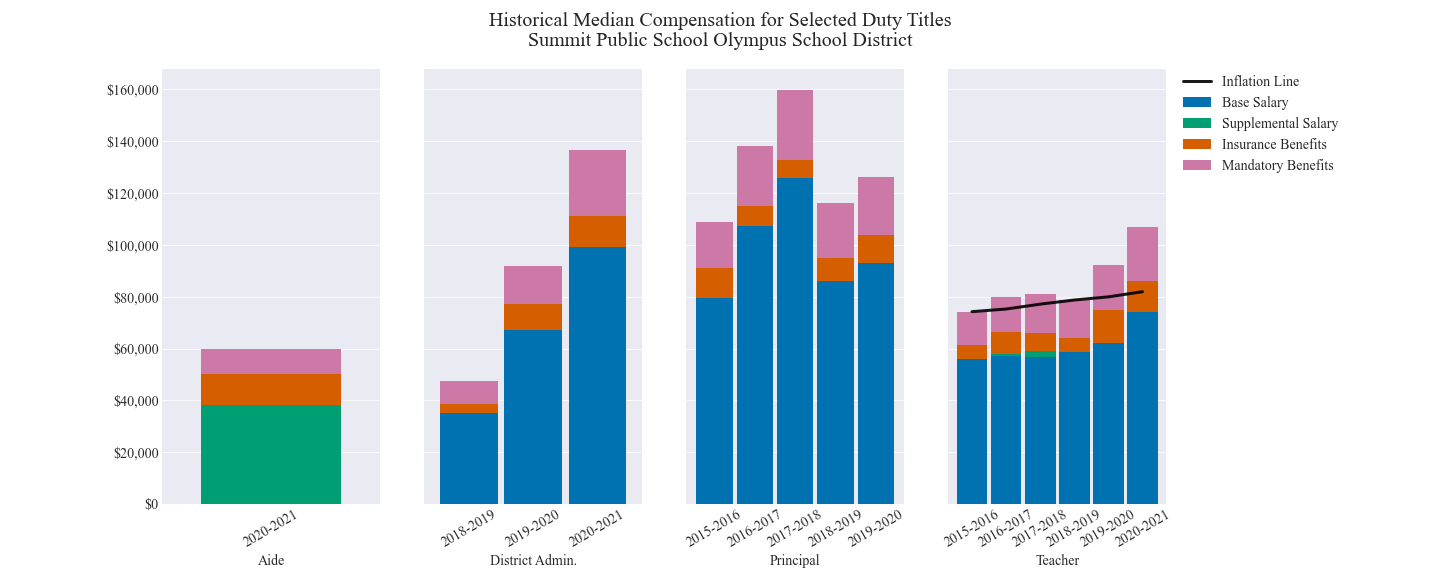 Historical Median Compensation for Selected Duty Titles
Summit Public School Olympus School District
$160,000
$140,000
$120,000
$100,000
$80,000
$60,000
$40,000
$20,000
$0
2020-2021
Aide
2018-2019
2019-2020
2020-2021
District Admin.
2015-2016
2016-2017
2017-2018
2018-2019
2019-2020
Principal
2015-2016
2016-2017
2017-2018
2018-2019
2019-2020
2020-2021
Teacher
Inflation Line
Base Salary
Supplemental Salary
Insurance Benefits
Mandatory Benefits